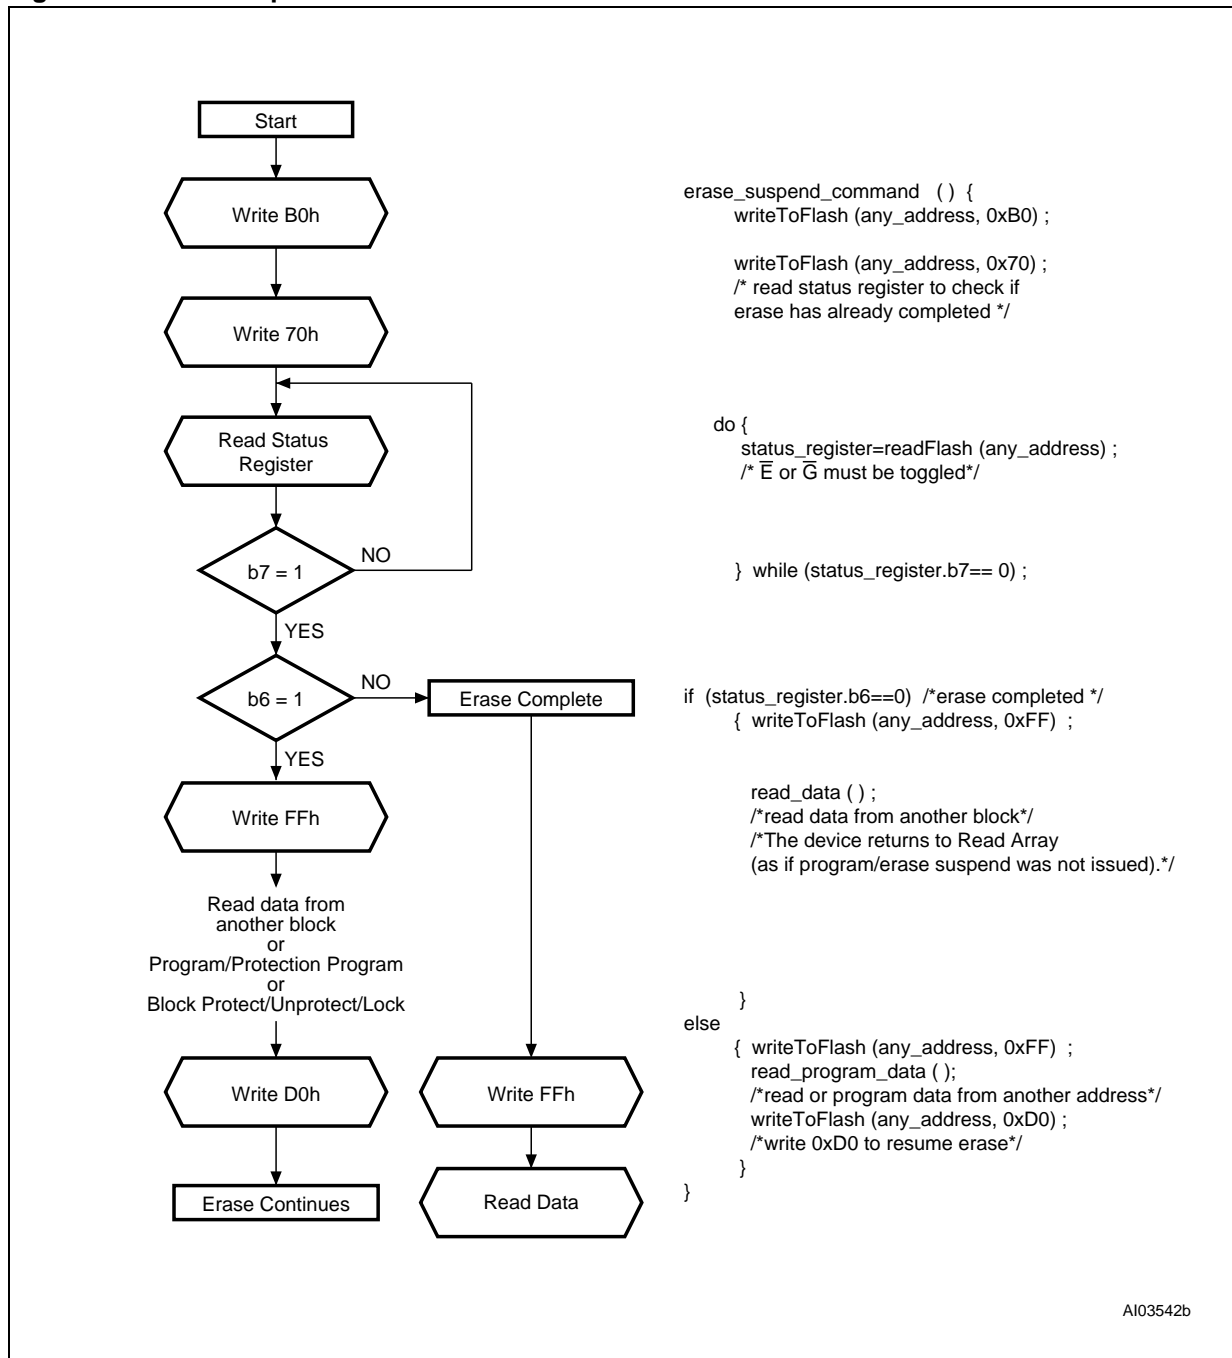 Start
Write B0h
Write 70h
Read Status
Register
b7 = 1
NO
YES
b6 = 1
NO
Erase Complete
YES
Write FFh
Read data from
another block
or
Program/Protection Program
or
Block Protect/Unprotect/Lock
Write D0h
Write FFh
Erase Continues
Read Data
erase_suspend_command ( ) {
writeToFlash (any_address, 0xB0) ;
writeToFlash (any_address, 0x70) ;
/* read status register to check if
erase has already completed */
do {
status_register=readFlash (any_address) ;
/* E̅ or G̅ must be toggled*/
} while (status_register.b7== 0) ;
if (status_register.b6==0) /*erase completed */
{ writeToFlash (any_address, 0xFF) ;
read_data ( ) ;
/*read data from another block*/
/*The device returns to Read Array
(as if program/erase suspend was not issued).*/
}
else
{ writeToFlash (any_address, 0xFF) ;
read_program_data ( );
/*read or program data from another address*/
writeToFlash (any_address, 0xD0) ;
/*write 0xD0 to resume erase*/
}
}
AI03542b